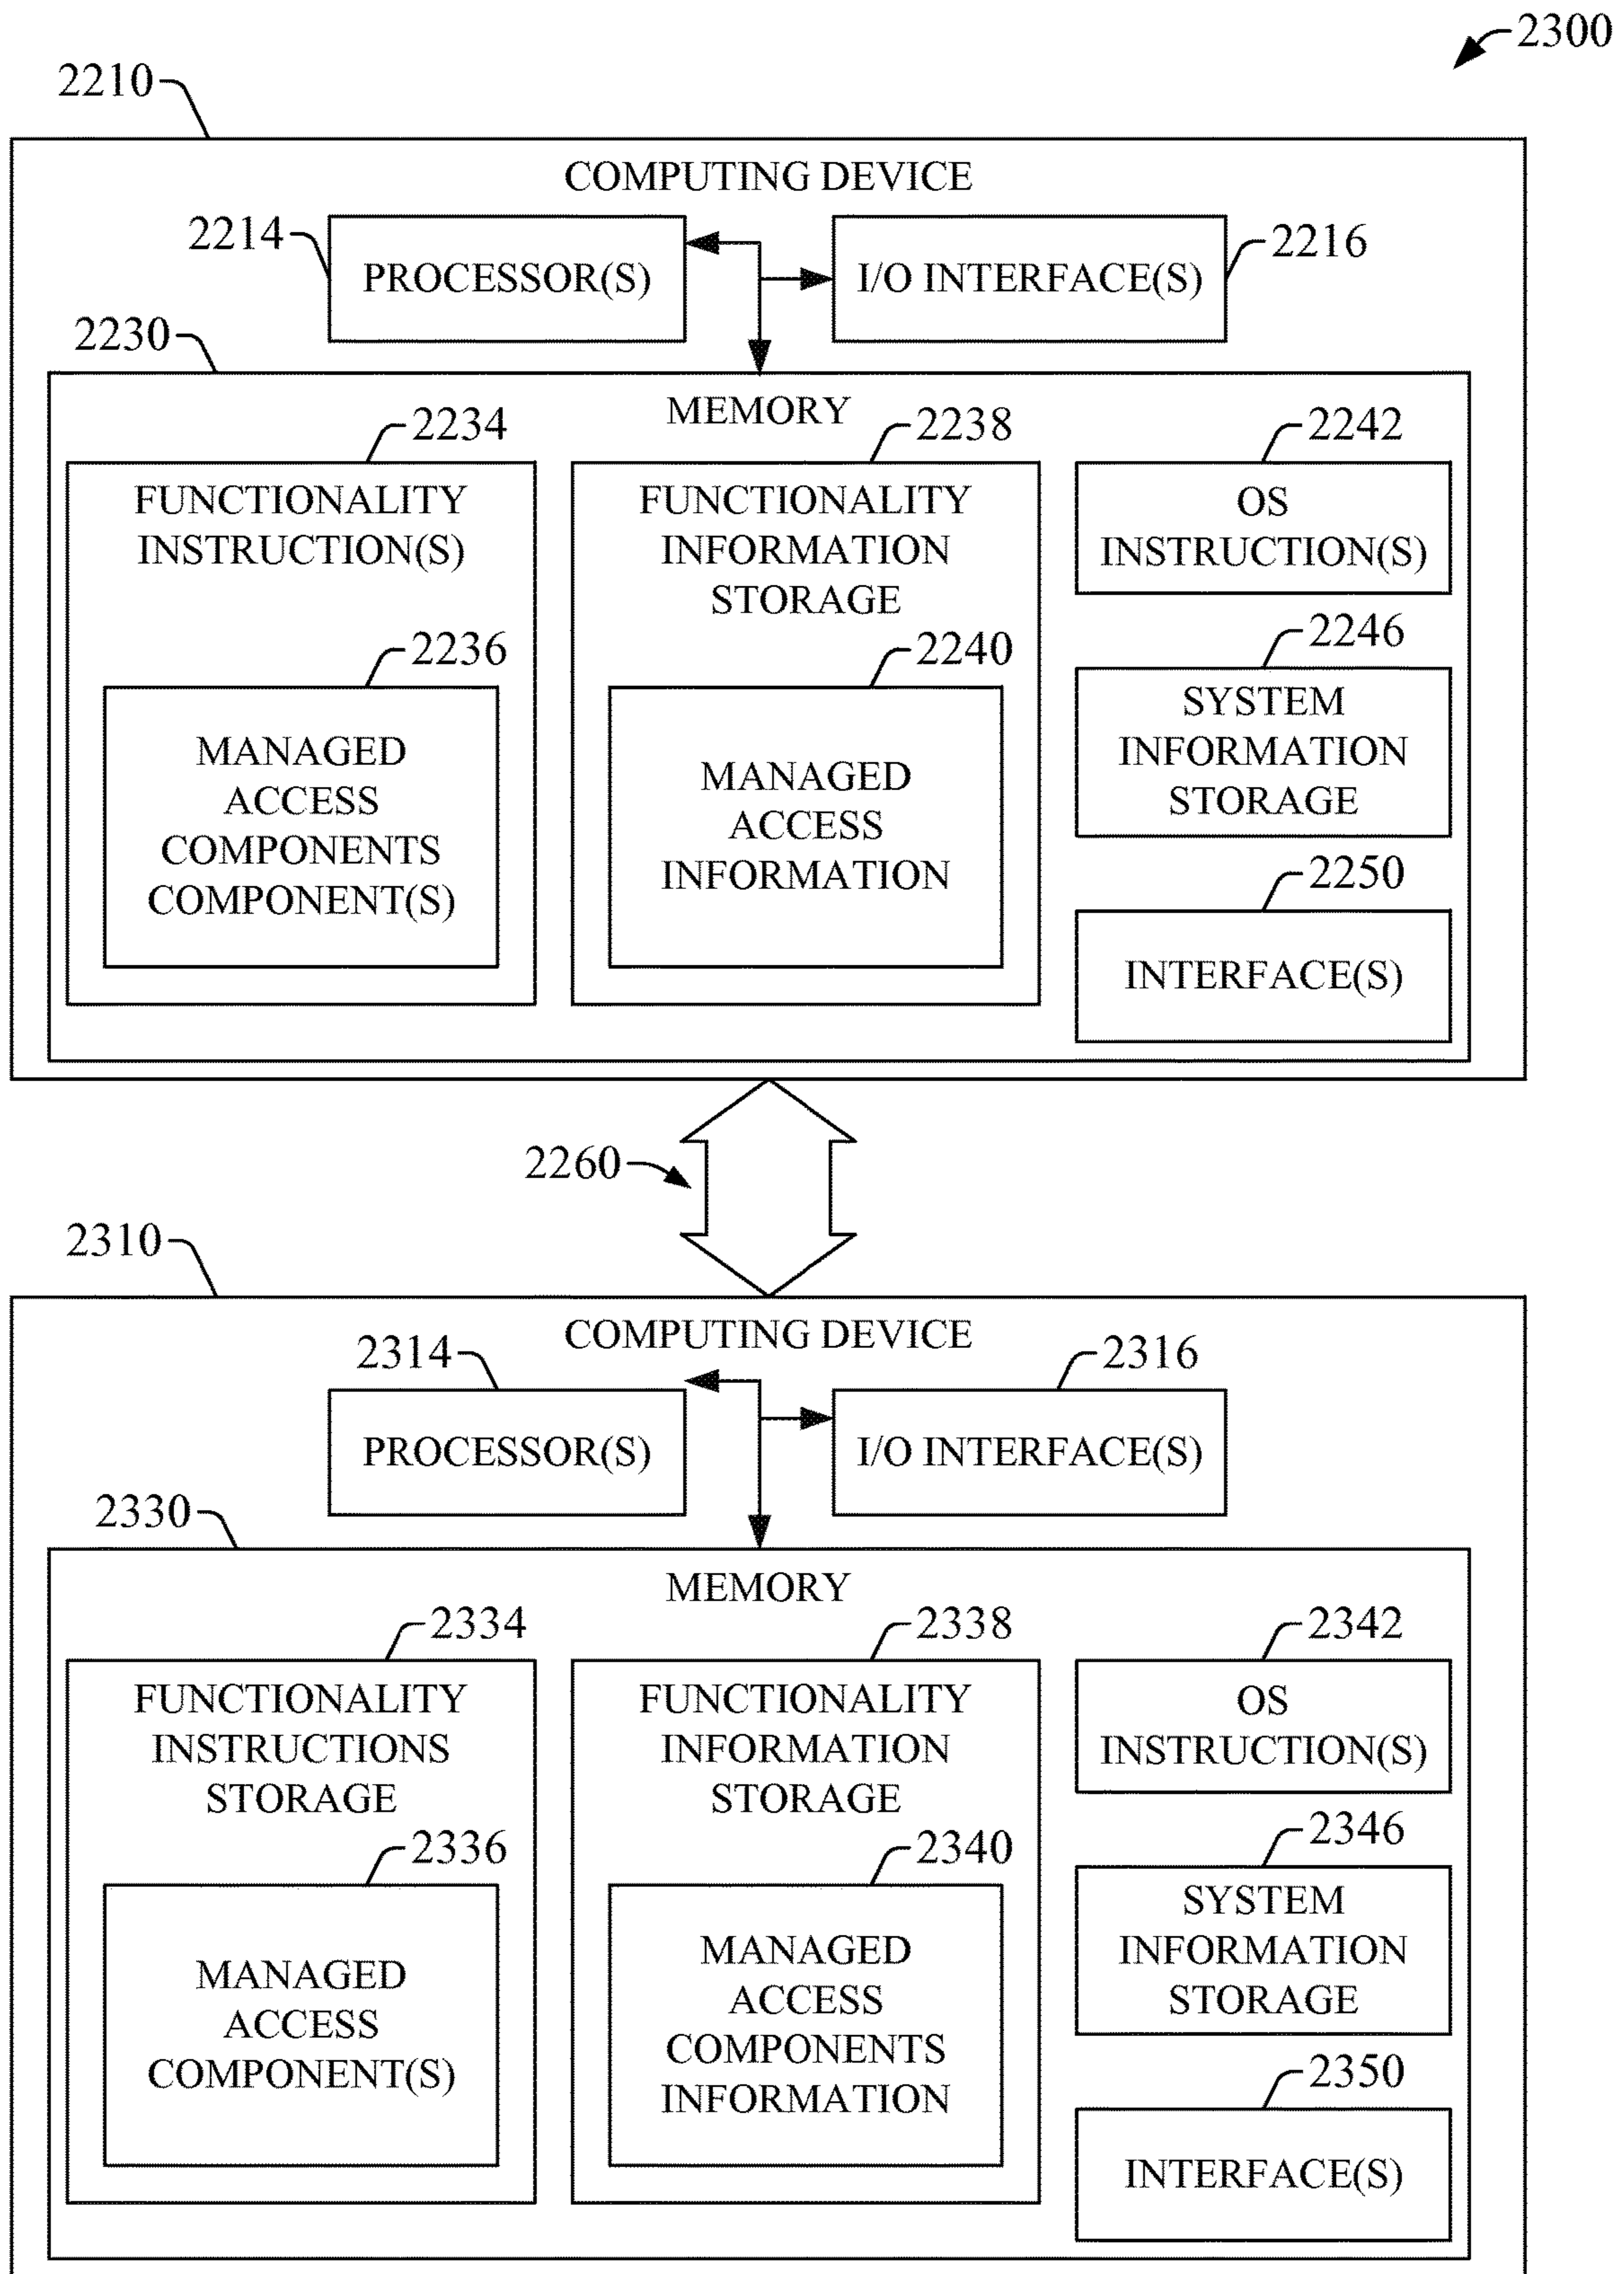 2300
2210
COMPUTING DEVICE
2214
PROCESSOR(S)
I/O INTERFACE(S)
2216
2230
MEMORY
2234
FUNCTIONALITY
INSTRUCTION(S)
2236
MANAGED
ACCESS
COMPONENTS
COMPONENT(S)
2238
FUNCTIONALITY
INFORMATION
STORAGE
2240
MANAGED
ACCESS
INFORMATION
2242
OS
INSTRUCTION(S)
2246
SYSTEM
INFORMATION
STORAGE
2250
INTERFACE(S)
2260
2310
COMPUTING DEVICE
2314
PROCESSOR(S)
2316
I/O INTERFACE(S)
2330
MEMORY
2334
FUNCTIONALITY
INSTRUCTIONS
STORAGE
2336
MANAGED
ACCESS
COMPONENT(S)
2338
FUNCTIONALITY
INFORMATION
STORAGE
2340
MANAGED
ACCESS
COMPONENTS
INFORMATION
2342
OS
INSTRUCTION(S)
2346
SYSTEM
INFORMATION
STORAGE
2350
INTERFACE(S)